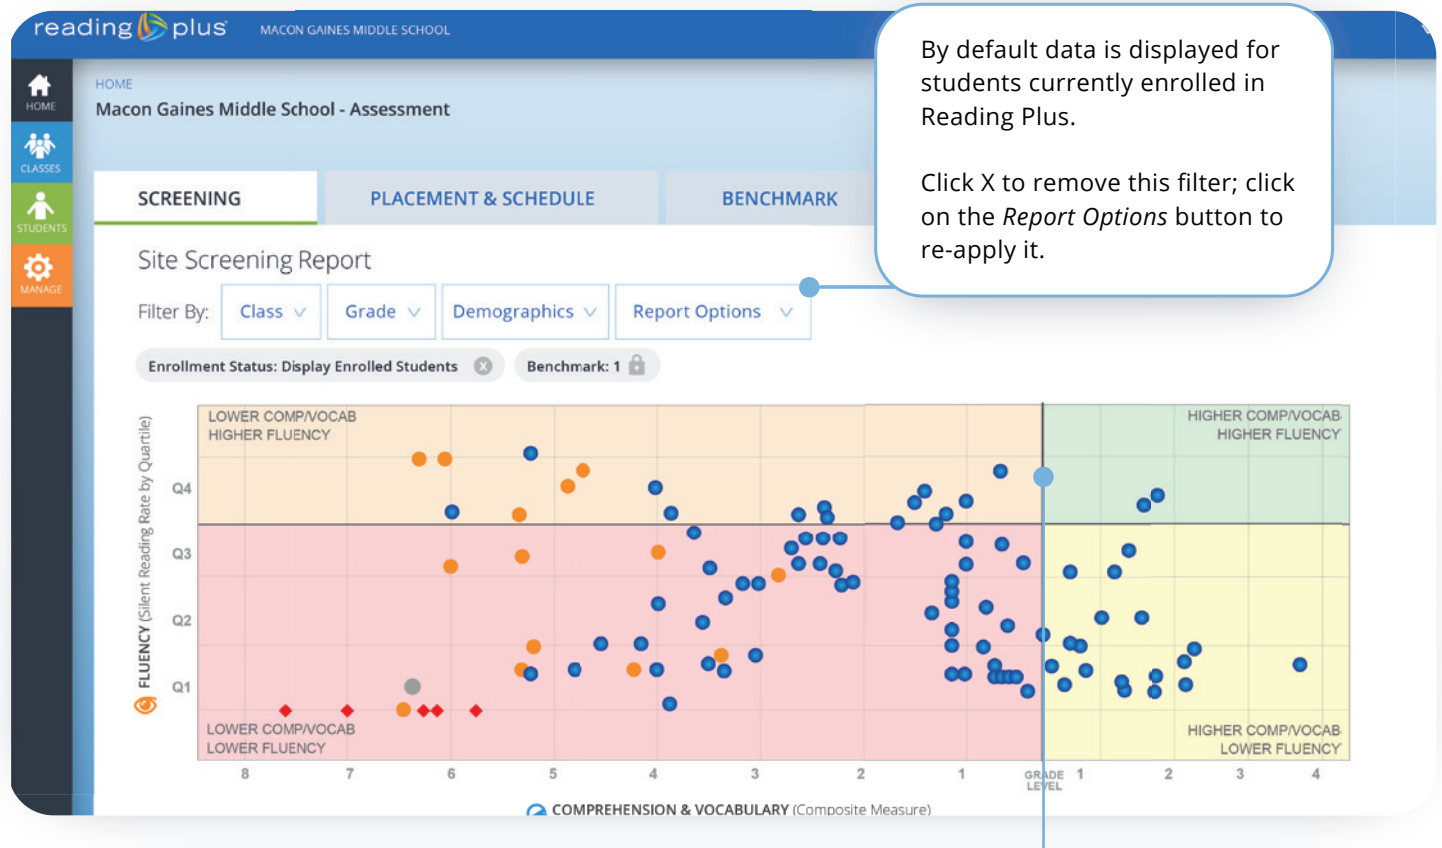 reading plus MACON GAINES MIDDLE SCHOOL
By default data is displayed for
students currently enrolled in
Reading Plus.
Click X to remove this filter; click
on the Report Options button to
re-apply it.
HOME
CLASSES
STUDENTS
MANAGE
HOME
Macon Gaines Middle School - Assessment
SCREENING PLACEMENT & SCHEDULE BENCHMARK
Site Screening Report
Filter By: Class Grade Demographics Report Options
Enrollment Status: Display Enrolled Students X Benchmark: 1
LOWER COMP/VOCAB
HIGHER FLUENCY
HIGHER COMP/VOCAB
HIGHER FLUENCY
FLUENCY (Silent Reading Rate by Quartile)
Q4
Q3
Q2
Q1
LOWER COMP/VOCAB
LOWER FLUENCY
HIGHER COMP/VOCAB
LOWER FLUENCY
8 7 6 5 4 3 2 1 GRADE LEVEL 1 2 3 4
COMPREHENSION & VOCABULARY (Composite Measure)